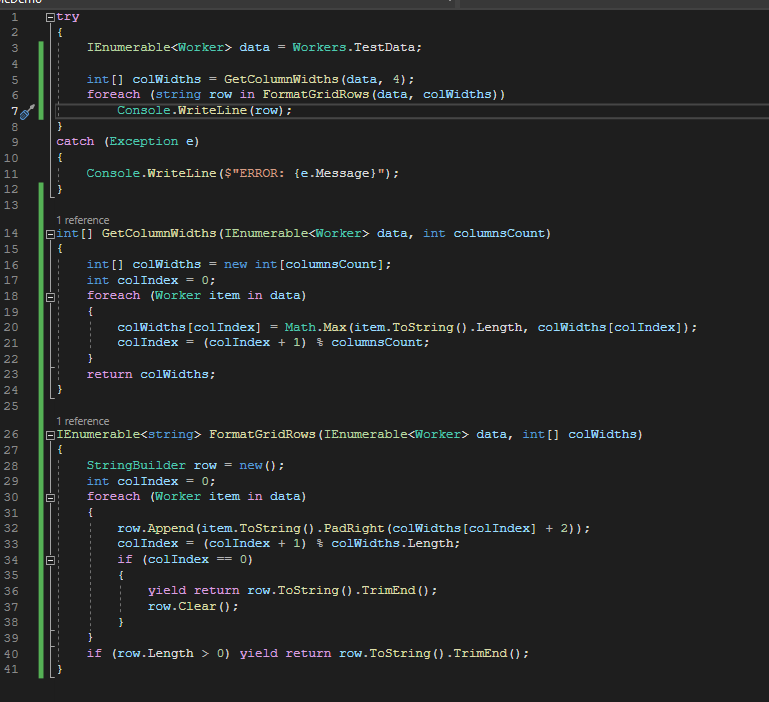 1 try
2 {
3 IEnumerable<Worker> data = Workers.TestData;
4
5 int[] colWidths = GetColumnWidths(data, 4);
6 foreach (string row in FormatGridRows(data, colWidths))
7 Console.WriteLine(row);
8 }
9 catch (Exception e)
10 {
11 Console.WriteLine($"ERROR: {e.Message}");
12 }
13
1 reference
14 int[] GetColumnWidths(IEnumerable<Worker> data, int columnsCount)
15 {
16 int[] colWidths = new int[columnsCount];
17 int colIndex = 0;
18 foreach (Worker item in data)
19 {
20 colWidths[colIndex] = Math.Max(item.ToString().Length, colWidths[colIndex]);
21 colIndex = (colIndex + 1) % columnsCount;
22 }
23 return colWidths;
24 }
25
1 reference
26 IEnumerable<string> FormatGridRows(IEnumerable<Worker> data, int[] colWidths)
27 {
28 StringBuilder row = new();
29 int colIndex = 0;
30 foreach (Worker item in data)
31 {
32 row.Append(item.ToString().PadRight(colWidths[colIndex] + 2));
33 colIndex = (colIndex + 1) % colWidths.Length;
34 if (colIndex == 0)
35 {
36 yield return row.ToString().TrimEnd();
37 row.Clear();
38 }
39 }
40 if (row.Length > 0) yield return row.ToString().TrimEnd();
41 }